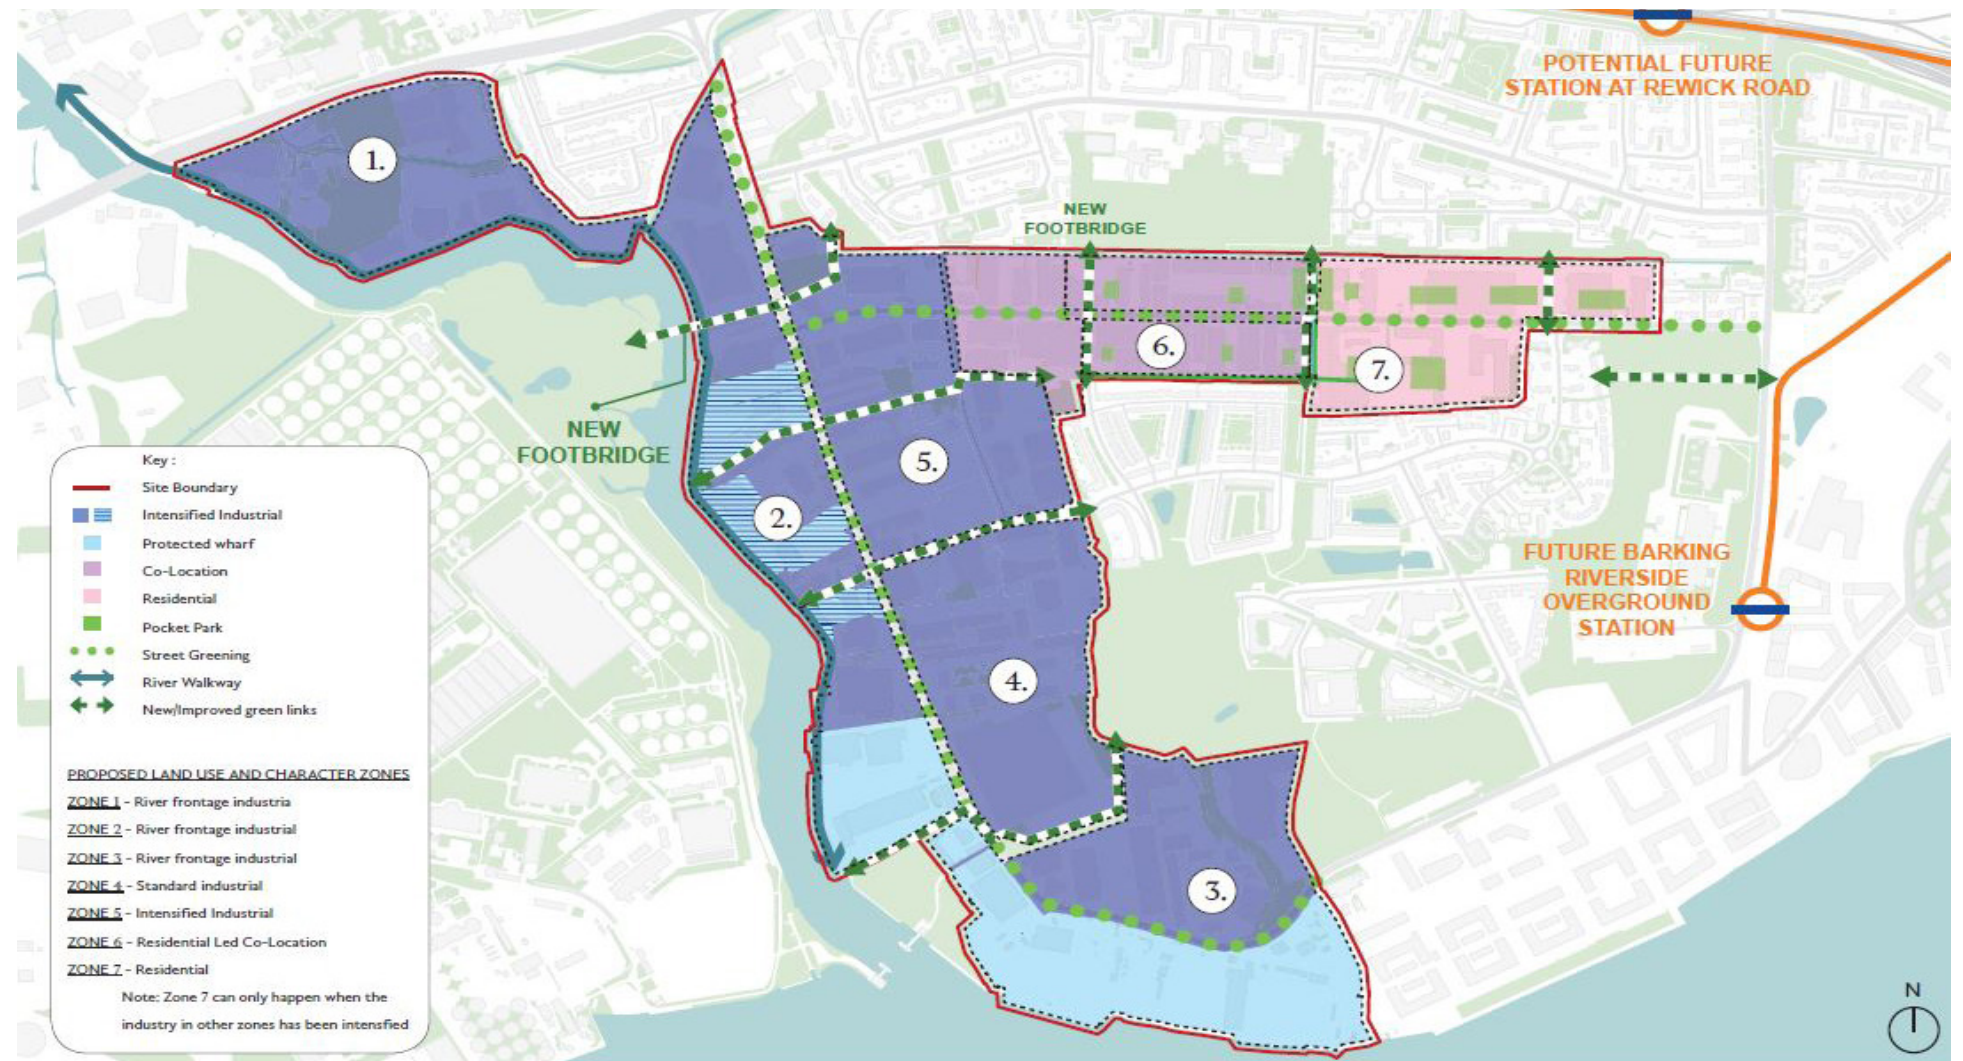 POTENTIAL FUTURE
STATION AT REWICK ROAD
1.
NEW
FOOTBRIDGE
6.
7.
NEW
FOOTBRIDGE
5.
2.
FUTURE BARKING
RIVERSIDE
OVERGROUND
STATION
4.
3.
Key :
Site Boundary
Intensified Industrial
Protected wharf
Co-Location
Residential
Pocket Park
Street Greening
River Walkway
New/Improved green links
PROPOSED LAND USE AND CHARACTER ZONES
ZONE 1 - River frontage industria
ZONE 2 - River frontage industrial
ZONE 3 - River frontage industrial
ZONE 4 - Standard industrial
ZONE 5 - Intensified Industrial
ZONE 6 - Residential Led Co-Location
ZONE 7 - Residential
Note: Zone 7 can only happen when the
industry in other zones has been intensfied
N